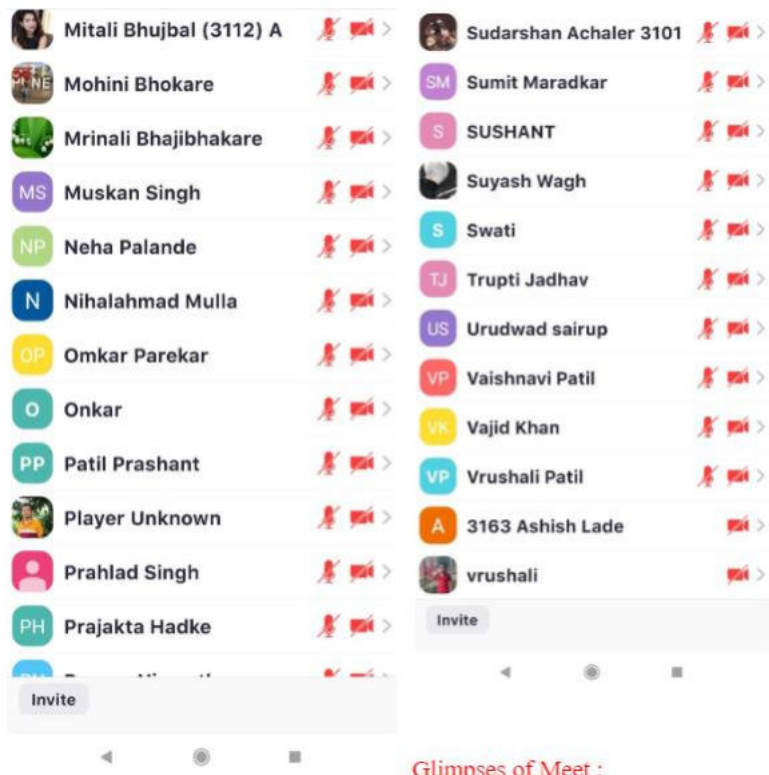 Mitali Bhujbal (3112) A
Mohini Bhokare
Mrinali Bhajibhakare
MS Muskan Singh
NP Neha Palande
N Nihalahmad Mulla
OP Omkar Parekar
O Onkar
PP Patil Prashant
Player Unknown
Prahlad Singh
PH Prajakta Hadke
Invite
Sudarshan Achaler 3101
SM Sumit Maradkar
S SUSHANT
Suyash Wagh
S Swati
TJ Trupti Jadhav
US Urudwad sairup
VP Vaishnavi Patil
VK Vajid Khan
VP Vrushali Patil
A 3163 Ashish Lade
vrushali
Invite
Glimpses of Meet :